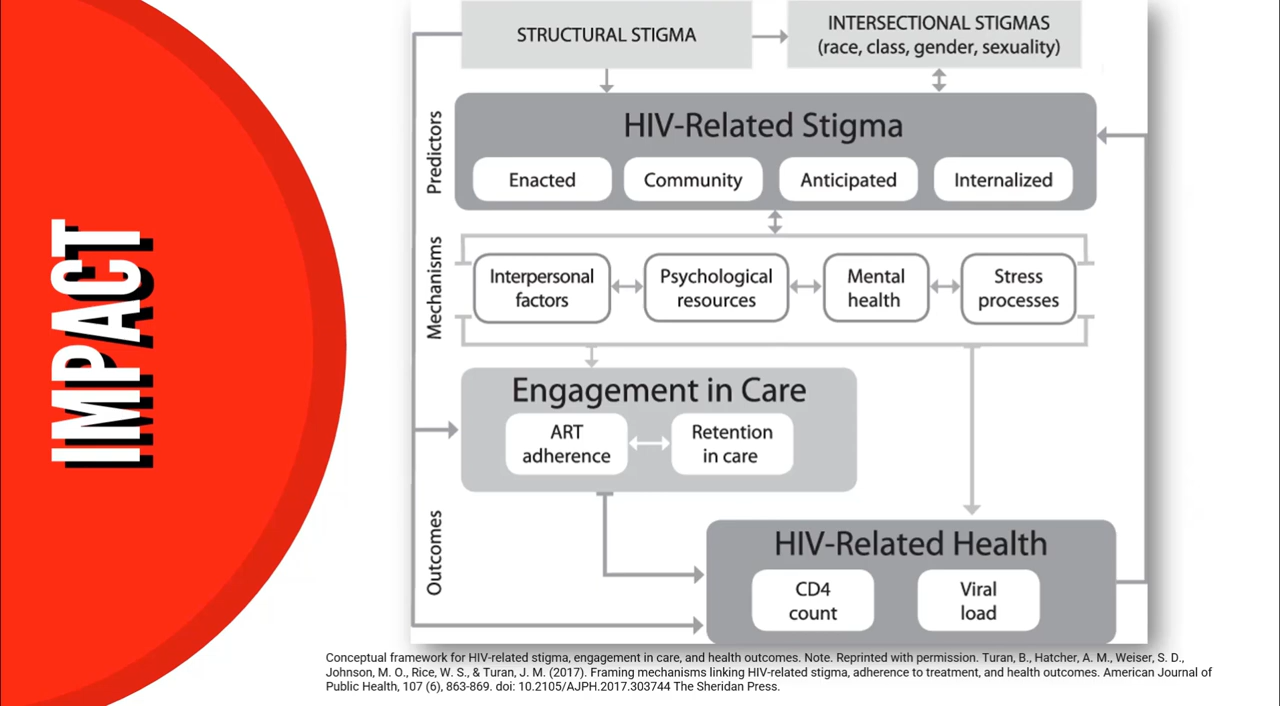 IMPACT
STRUCTURAL STIGMA
INTERSECTIONAL STIGMAS
(race, class, gender, sexuality)
Predictors
HIV-Related Stigma
Enacted
Community
Anticipated
Internalized
Mechanisms
Interpersonal
factors
Psychological
resources
Mental
health
Stress
processes
Engagement in Care
ART
adherence
Retention
in care
Outcomes
HIV-Related Health
CD4
count
Viral
load
Conceptual framework for HIV-related stigma, engagement in care, and health outcomes. Note. Reprinted with permission. Turan, B., Hatcher, A. M., Weiser, S. D.,
Johnson, M. O., Rice, W. S., & Turan, J. M. (2017). Framing mechanisms linking HIV-related stigma, adherence to treatment, and health outcomes. American Journal of
Public Health, 107 (6), 863-869. doi: 10.2105/AJPH.2017.303744 The Sheridan Press.